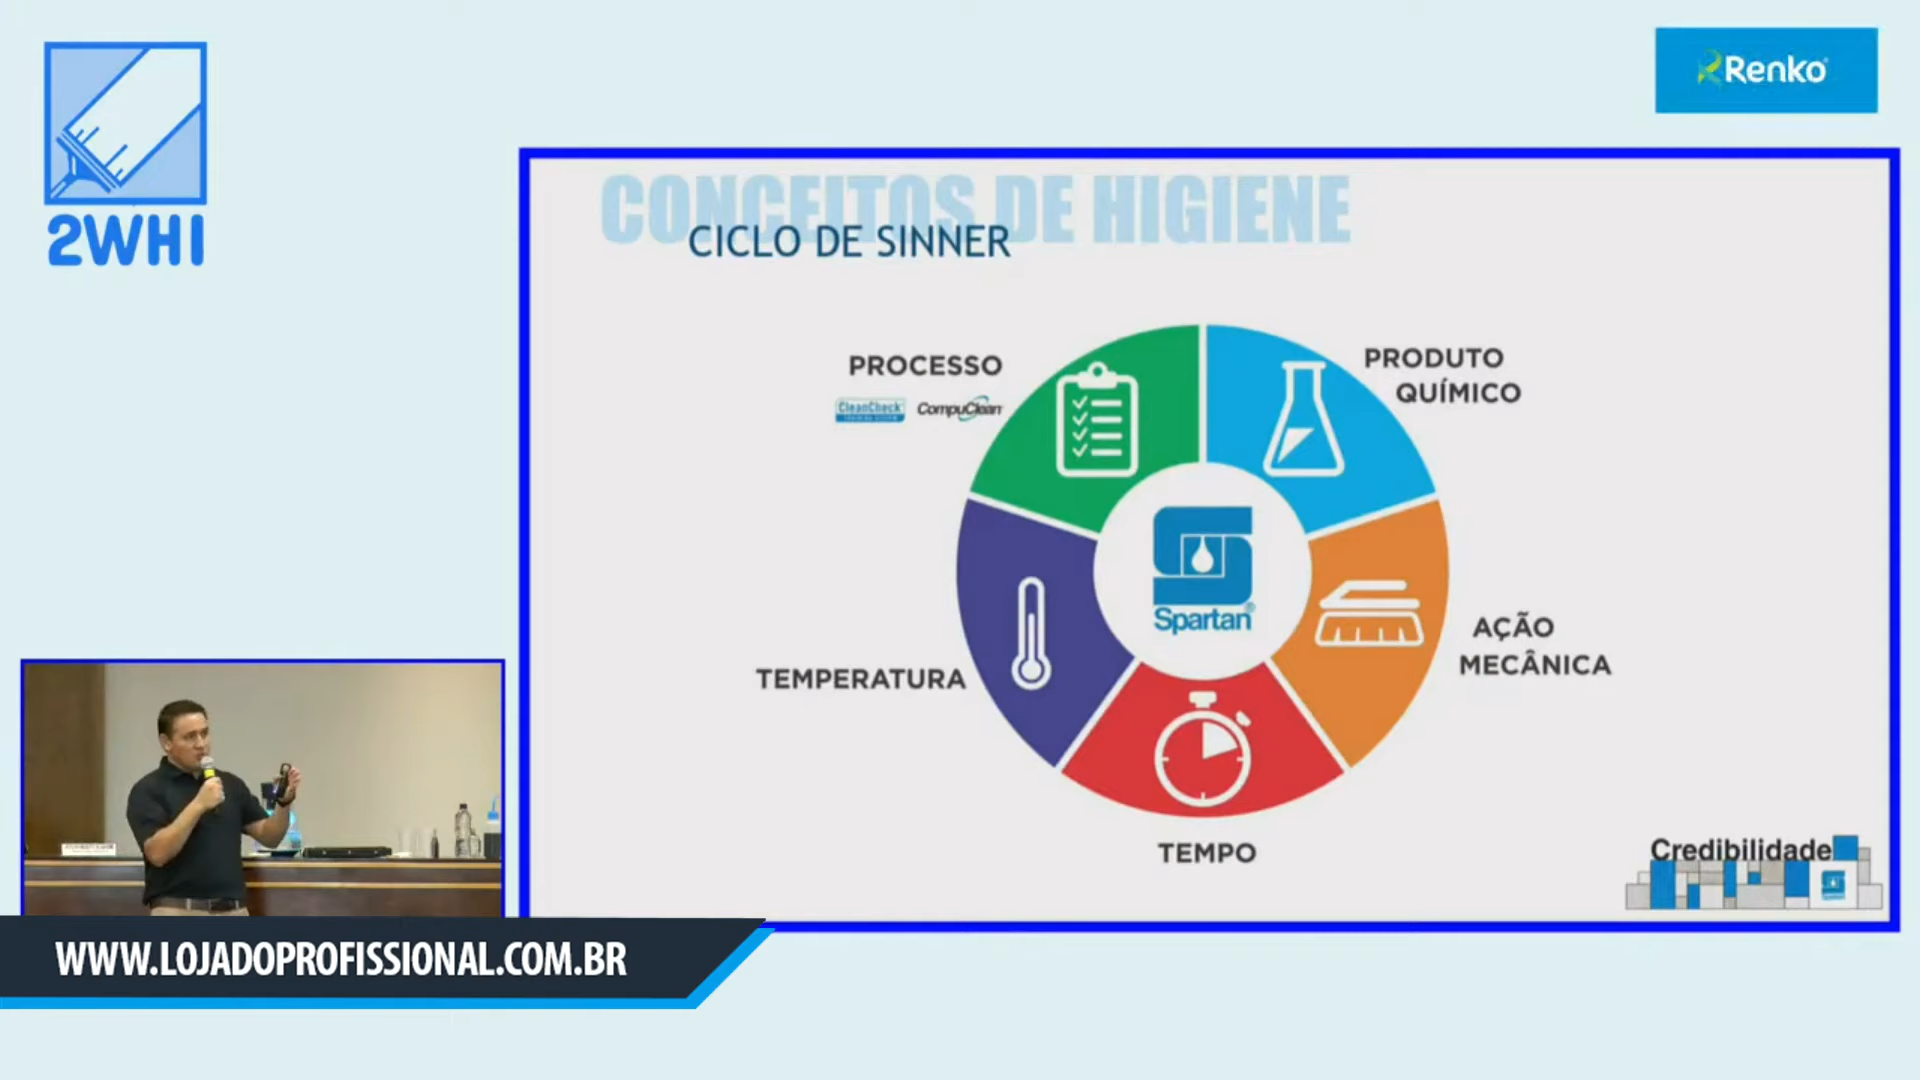 2WHI
Renko
CONCEITOS DE HIGIENE
CICLO DE SINNER
PROCESSO
CleanCheck
CompuClean
PRODUTO
QUÍMICO
Spartan
AÇÃO
MECÂNICA
TEMPERATURA
TEMPO
Credibilidade
WWW.LOJADOPROFISSIONAL.COM.BR